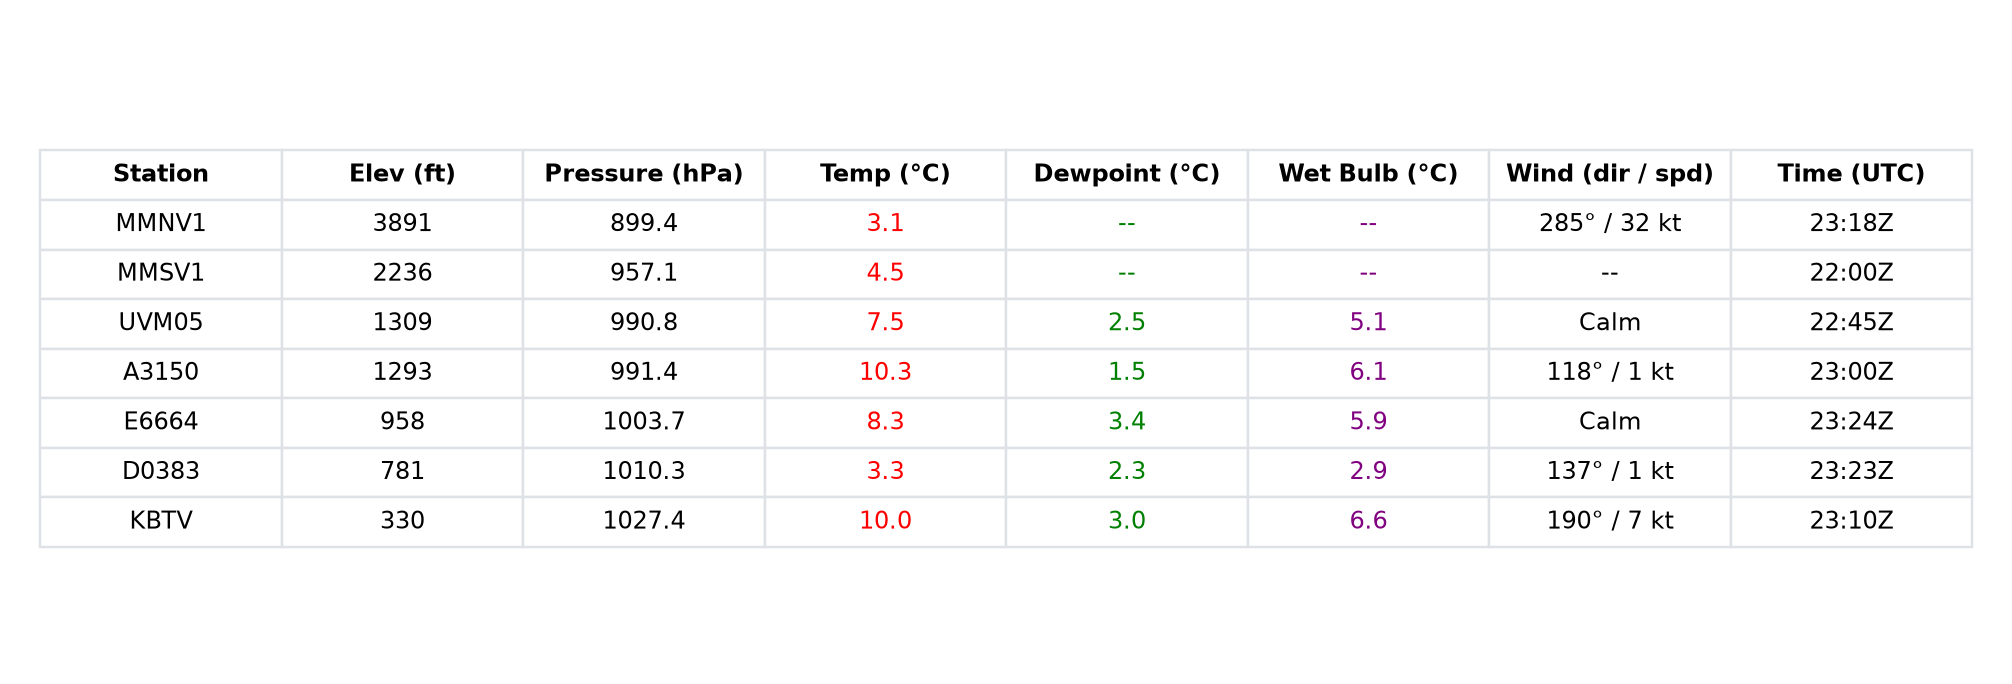 Station Elev (ft) Pressure (hPa) Temp (°C) Dewpoint (°C) Wet Bulb (°C) Wind (dir / spd) Time (UTC)
MMNV1 3891 899.4 3.1 -- -- 285° / 32 kt 23:18Z
MMSV1 2236 957.1 4.5 -- -- -- 22:00Z
UVM05 1309 990.8 7.5 2.5 5.1 Calm 22:45Z
A3150 1293 991.4 10.3 1.5 6.1 118° / 1 kt 23:00Z
E6664 958 1003.7 8.3 3.4 5.9 Calm 23:24Z
D0383 781 1010.3 3.3 2.3 2.9 137° / 1 kt 23:23Z
KBTV 330 1027.4 10.0 3.0 6.6 190° / 7 kt 23:10Z